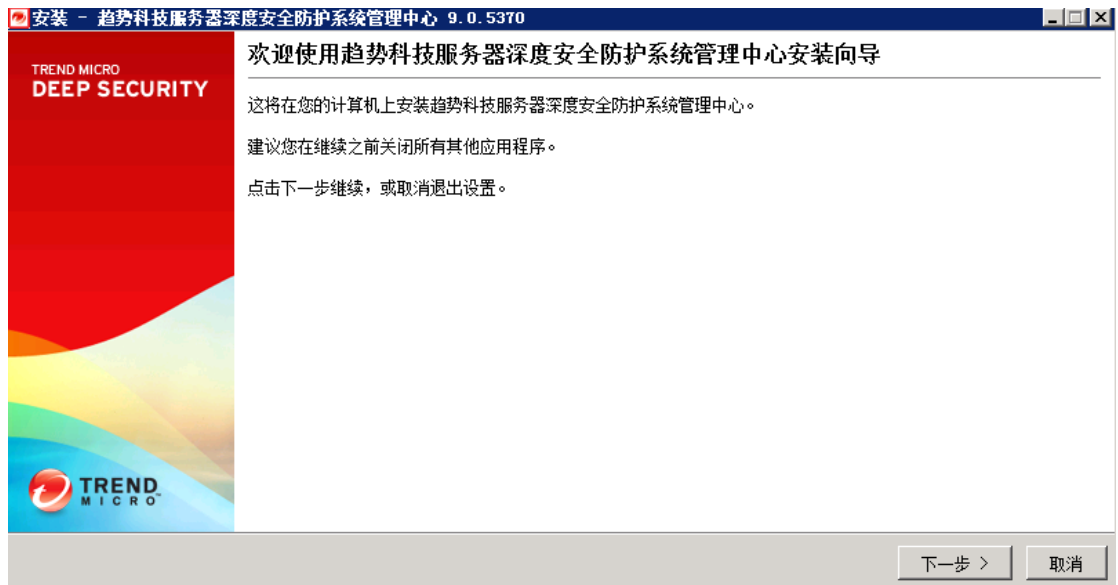 安装 - 趋势科技服务器深度安全防护系统管理中心 9.0.5370
TREND MICRO
DEEP SECURITY
欢迎使用趋势科技服务器深度安全防护系统管理中心安装向导
这将在您的计算机上安装趋势科技服务器深度安全防护系统管理中心。
建议您在继续之前关闭所有其他应用程序。
点击下一步继续，或取消退出设置。
TREND
MICRO™
下一步 >
取消